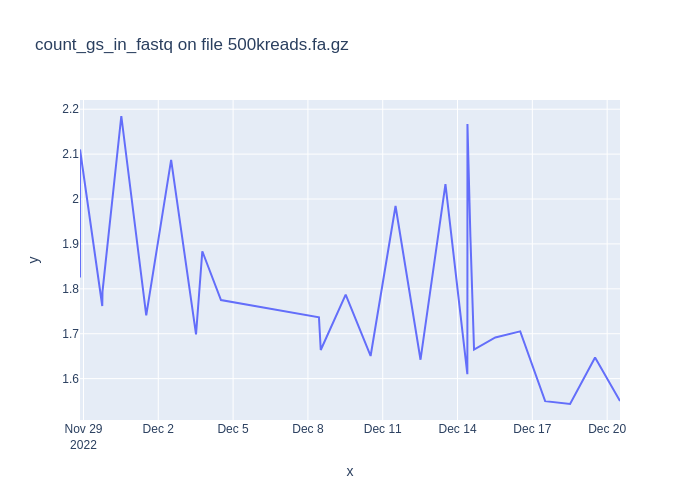 count_gs_in_fastq on file 500kreads.fa.gz
2.2
2.1
2
1.9
1.8
1.7
1.6
y
Nov 29 Dec 2 Dec 5 Dec 8 Dec 11 Dec 14 Dec 17 Dec 20
2022
x